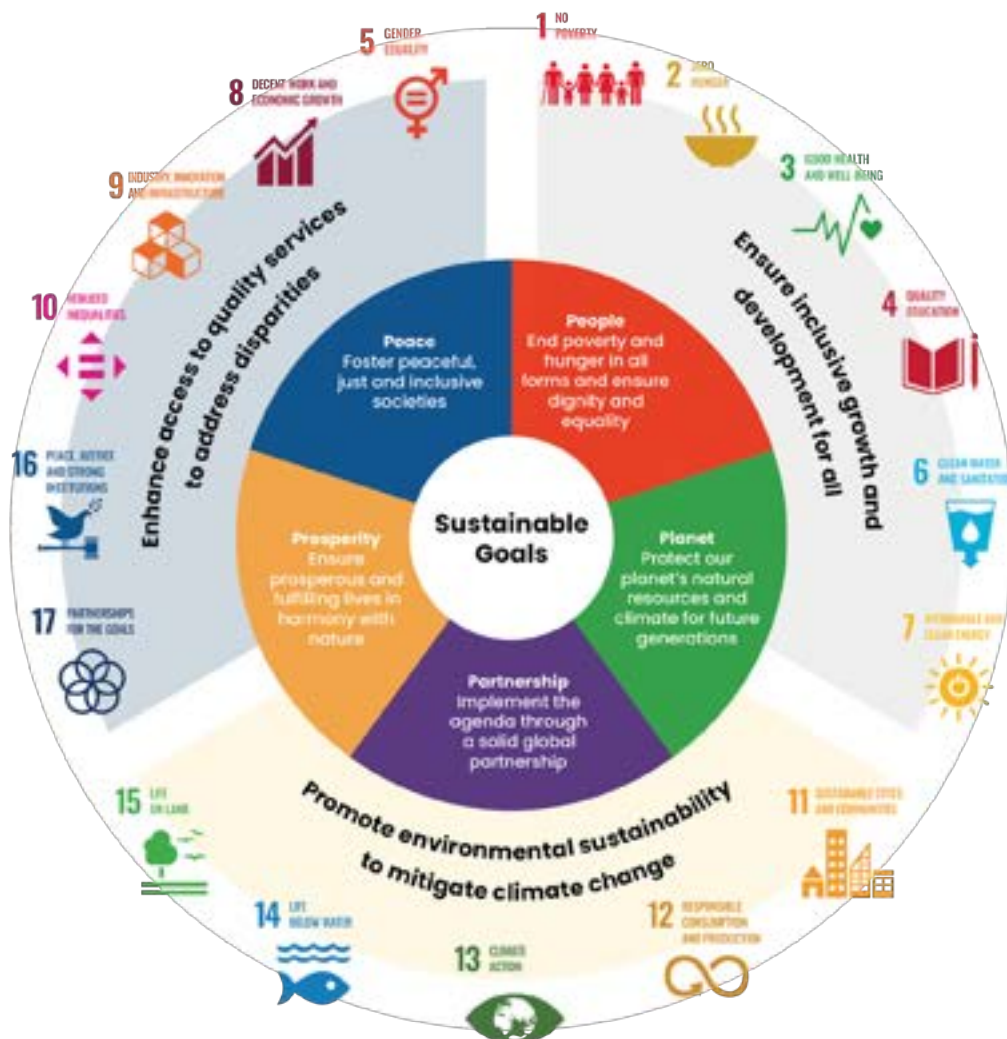 1 NO
POVERTY
2 ZERO
HUNGER
3 GOOD HEALTH
AND WELL-BEING
4 QUALITY
EDUCATION
6 CLEAN WATER
AND SANITATION
7 AFFORDABLE AND
CLEAN ENERGY
11 SUSTAINABLE CITIES
AND COMMUNITIES
12 RESPONSIBLE
CONSUMPTION
AND PRODUCTION
13 CLIMATE
ACTION
14 LIFE
BELOW WATER
15 LIFE
ON LAND
17 PARTNERSHIPS
FOR THE GOALS
16 PEACE, JUSTICE
AND STRONG
INSTITUTIONS
10 REDUCED
INEQUALITIES
9 INDUSTRY, INNOVATION
AND INFRASTRUCTURE
8 DECENT WORK AND
ECONOMIC GROWTH
5 GENDER
EQUALITY
Ensure inclusive growth and
development for all
Promote environmental sustainability
to mitigate climate change
Enhance access to quality services
to address disparities
People
End poverty and
hunger in all
forms and ensure
dignity and
equality
Planet
Protect our
planet's natural
resources and
climate for future
generations
Partnership
Implement the
agenda through
a solid global
partnership
Prosperity
Ensure
prosperous and
fulfilling lives in
harmony with
nature
Peace
Foster peaceful,
just and inclusive
societies
Sustainable
Goals